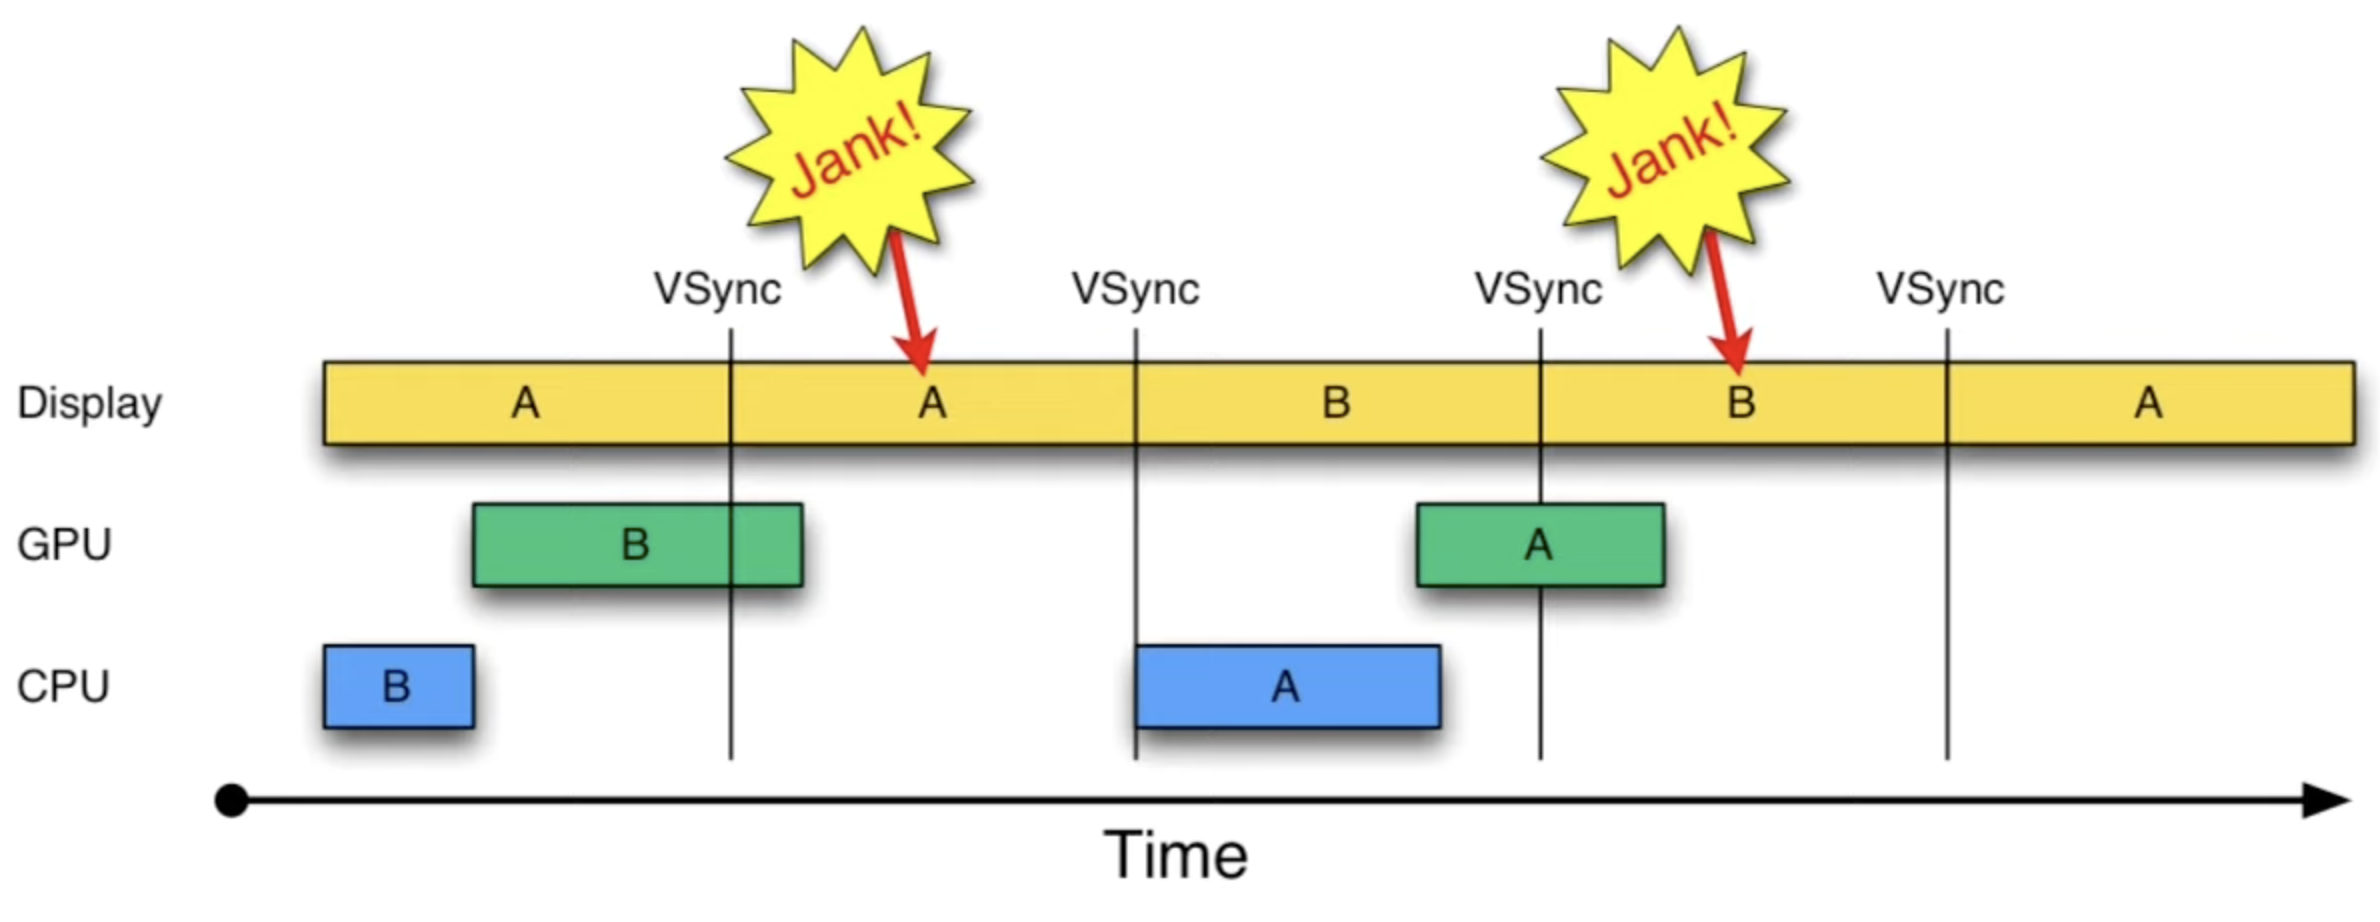 Jank!
Jank!
VSync
VSync
VSync
VSync
Display
A
A
B
B
A
GPU
B
A
CPU
B
A
Time